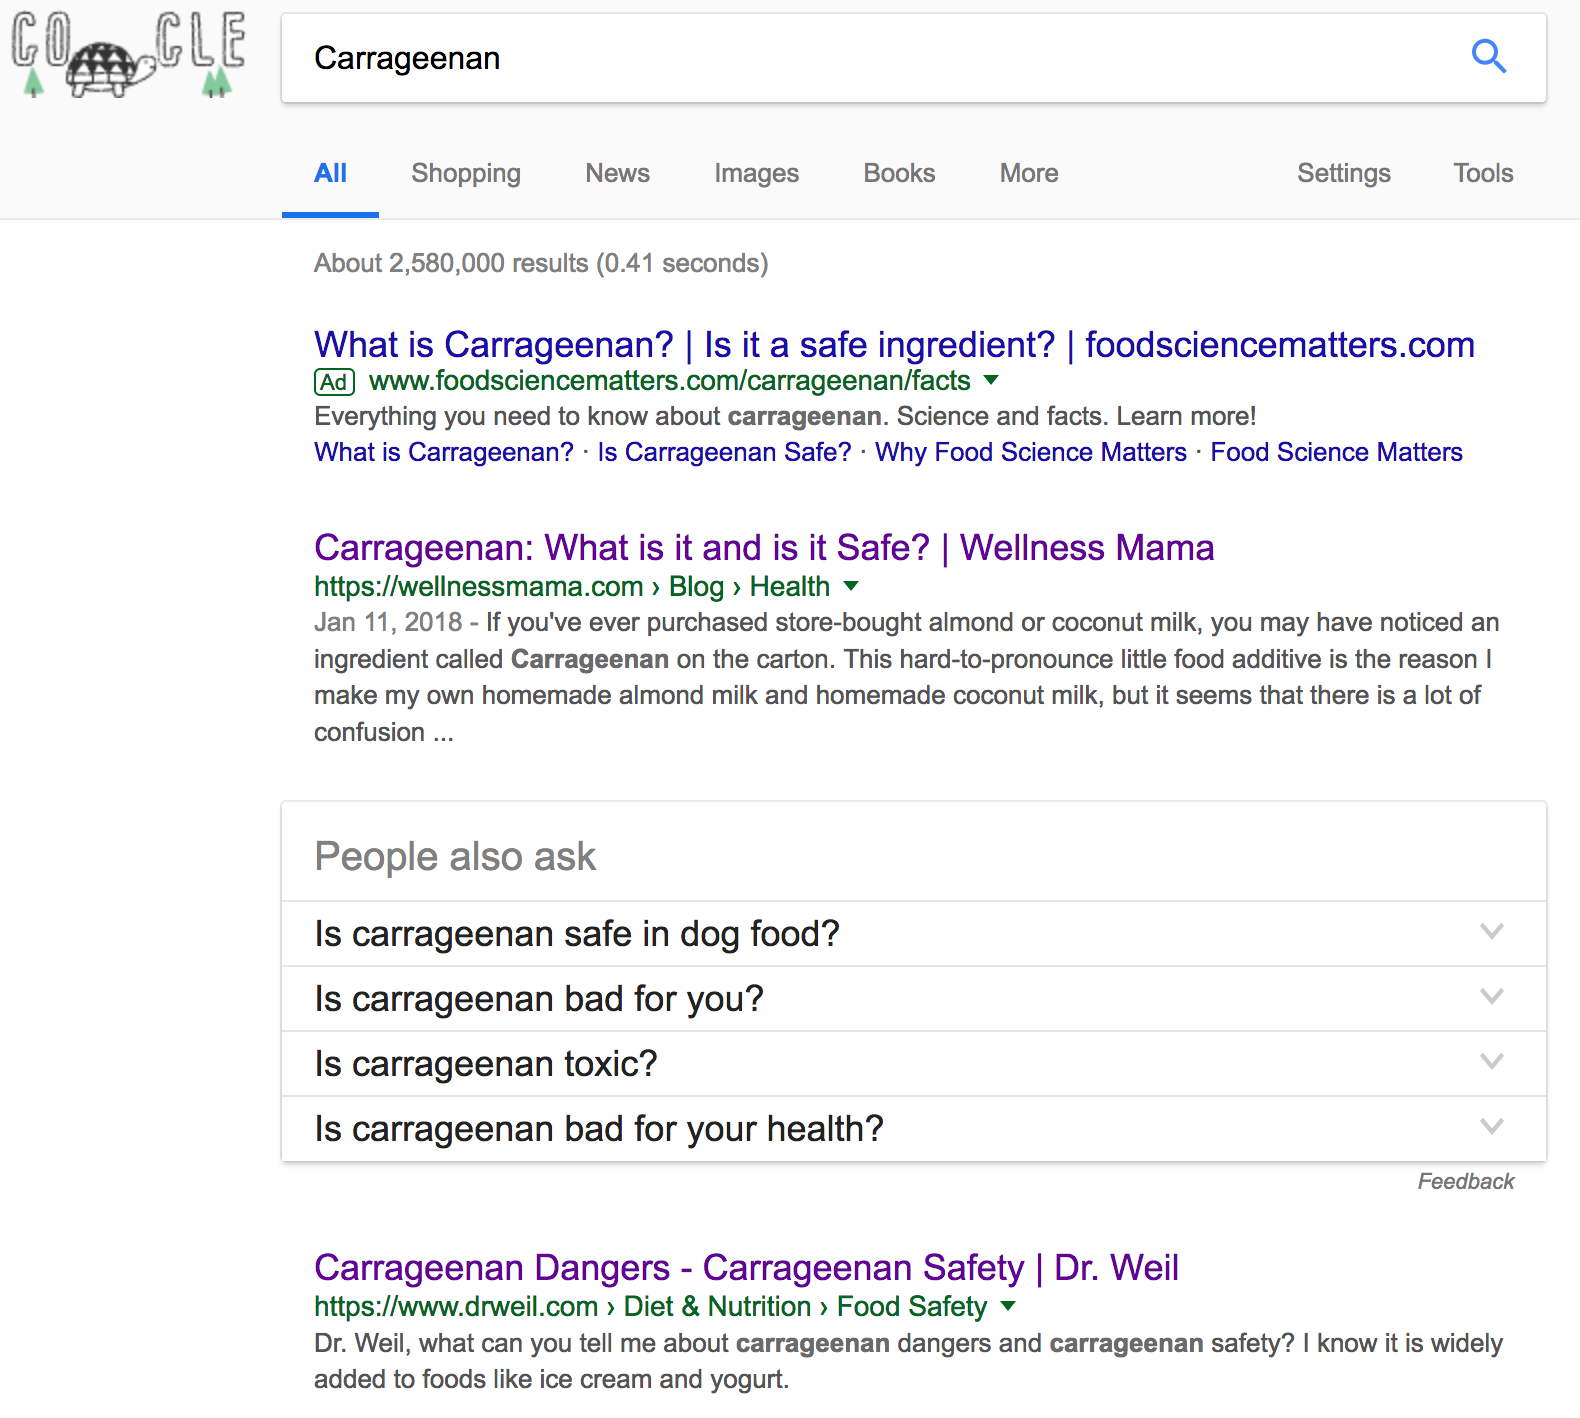 GO GLE
Carrageenan
All Shopping News Images Books More Settings Tools
About 2,580,000 results (0.41 seconds)
What is Carrageenan? | Is it a safe ingredient? | foodsciencematters.com
Ad www.foodsciencematters.com/carrageenan/facts
Everything you need to know about carrageenan. Science and facts. Learn more!
What is Carrageenan? · Is Carrageenan Safe? · Why Food Science Matters · Food Science Matters
Carrageenan: What is it and is it Safe? | Wellness Mama
https://wellnessmama.com › Blog › Health
Jan 11, 2018 - If you've ever purchased store-bought almond or coconut milk, you may have noticed an
ingredient called Carrageenan on the carton. This hard-to-pronounce little food additive is the reason I
make my own homemade almond milk and homemade coconut milk, but it seems that there is a lot of
confusion ...
People also ask
Is carrageenan safe in dog food?
Is carrageenan bad for you?
Is carrageenan toxic?
Is carrageenan bad for your health?
Feedback
Carrageenan Dangers - Carrageenan Safety | Dr. Weil
https://www.drweil.com › Diet & Nutrition › Food Safety
Dr. Weil, what can you tell me about carrageenan dangers and carrageenan safety? I know it is widely
added to foods like ice cream and yogurt.